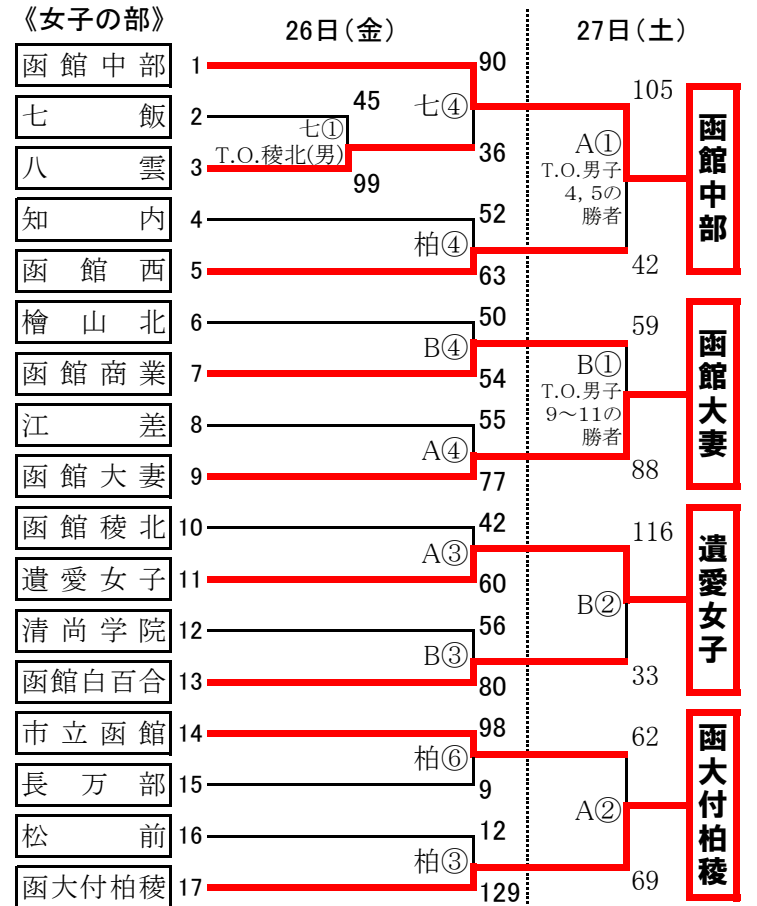 《女子の部》
26日(金)
27日(土)
函館中部 1
90
七飯 2
45
七①
T.O.稜北(男)
七④
八雲 3
99
36
105
A①
T.O.男子
4, 5の
勝者
函館中部
知内 4
52
柏④
函館西 5
63
42
檜山北 6
50
B④
函館商業 7
54
59
B①
T.O.男子
9~11の
勝者
函館大妻
江差 8
55
A④
函館大妻 9
77
88
函館稜北 10
42
A③
遺愛女子 11
60
116
B②
遺愛女子
清尚学院 12
56
B③
函館白百合 13
80
33
市立函館 14
98
柏⑥
長万部 15
9
62
A②
函大付柏稜
松前 16
12
柏③
函大付柏稜 17
129
69